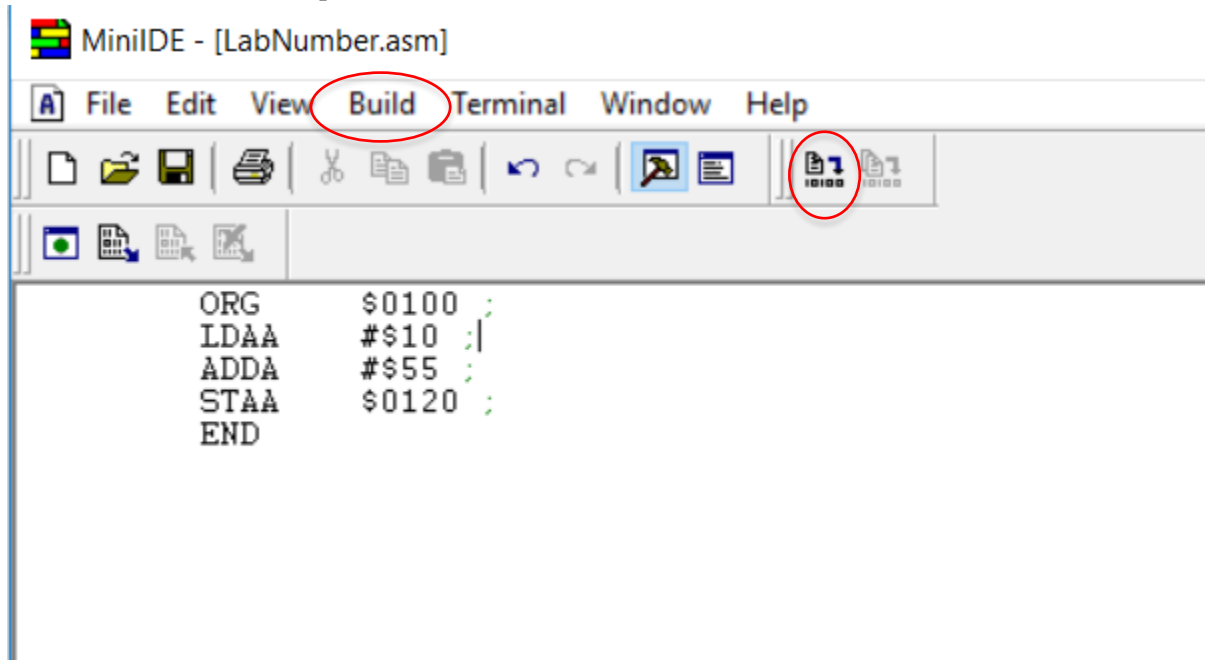 MiniIDE - [LabNumber.asm]
File Edit View Build Terminal Window Help
ORG $0100 ;
LDAA #$10 ;
ADDA #$55 ;
STAA $0120 ;
END